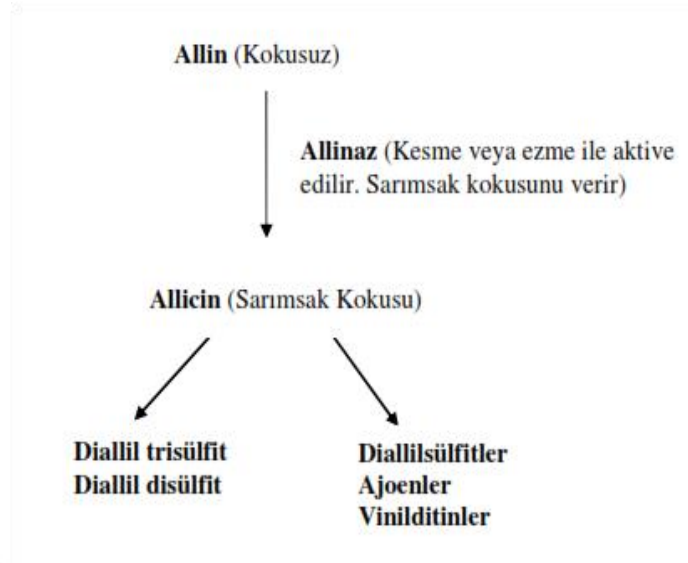 Allin (Kokusuz)
Allinaz (Kesme veya ezme ile aktive
edilir. Sarımsak kokusunu verir)
Allicin (Sarımsak Kokusu)
Diallil trisülfit
Diallil disülfit
Diallilsülfitler
Ajoenler
Vinilditinler